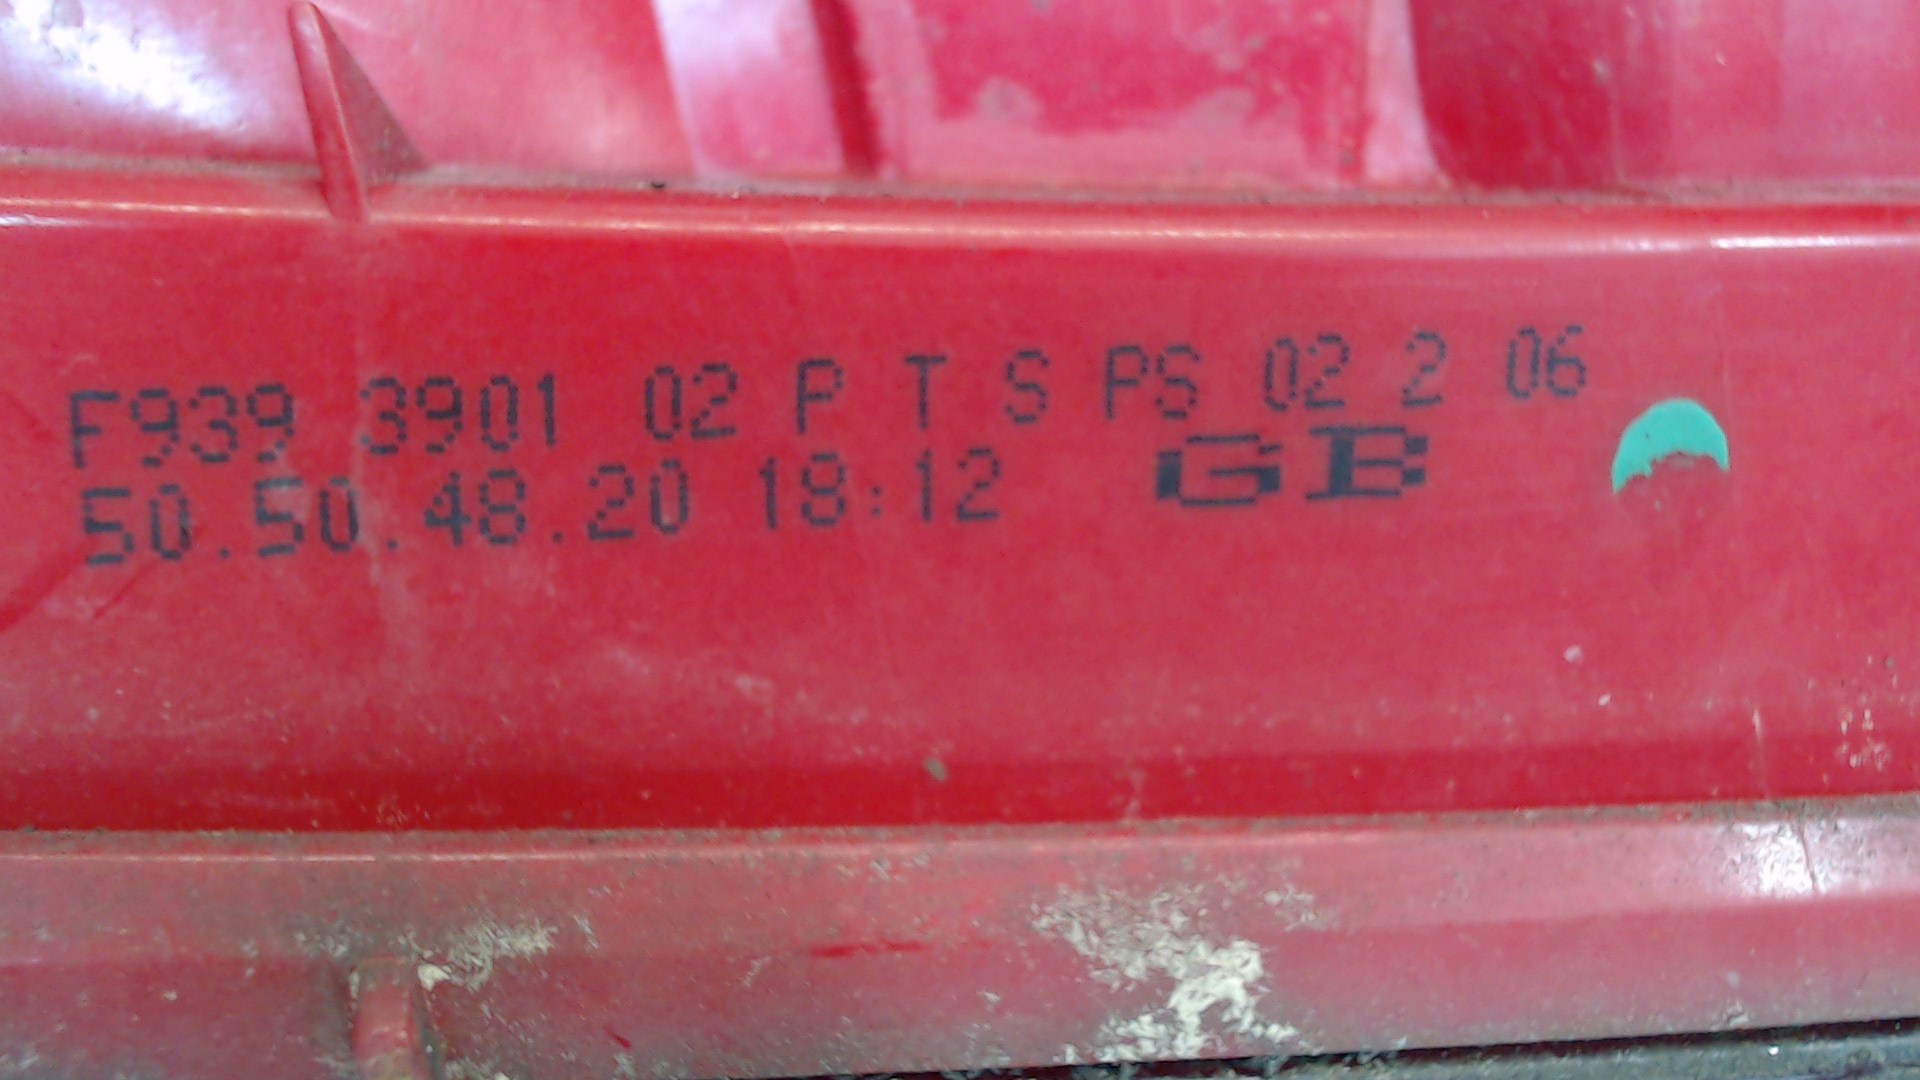 F939 3901 02 P T S PS 02 2 06
50.50.48.20 18:12 GB